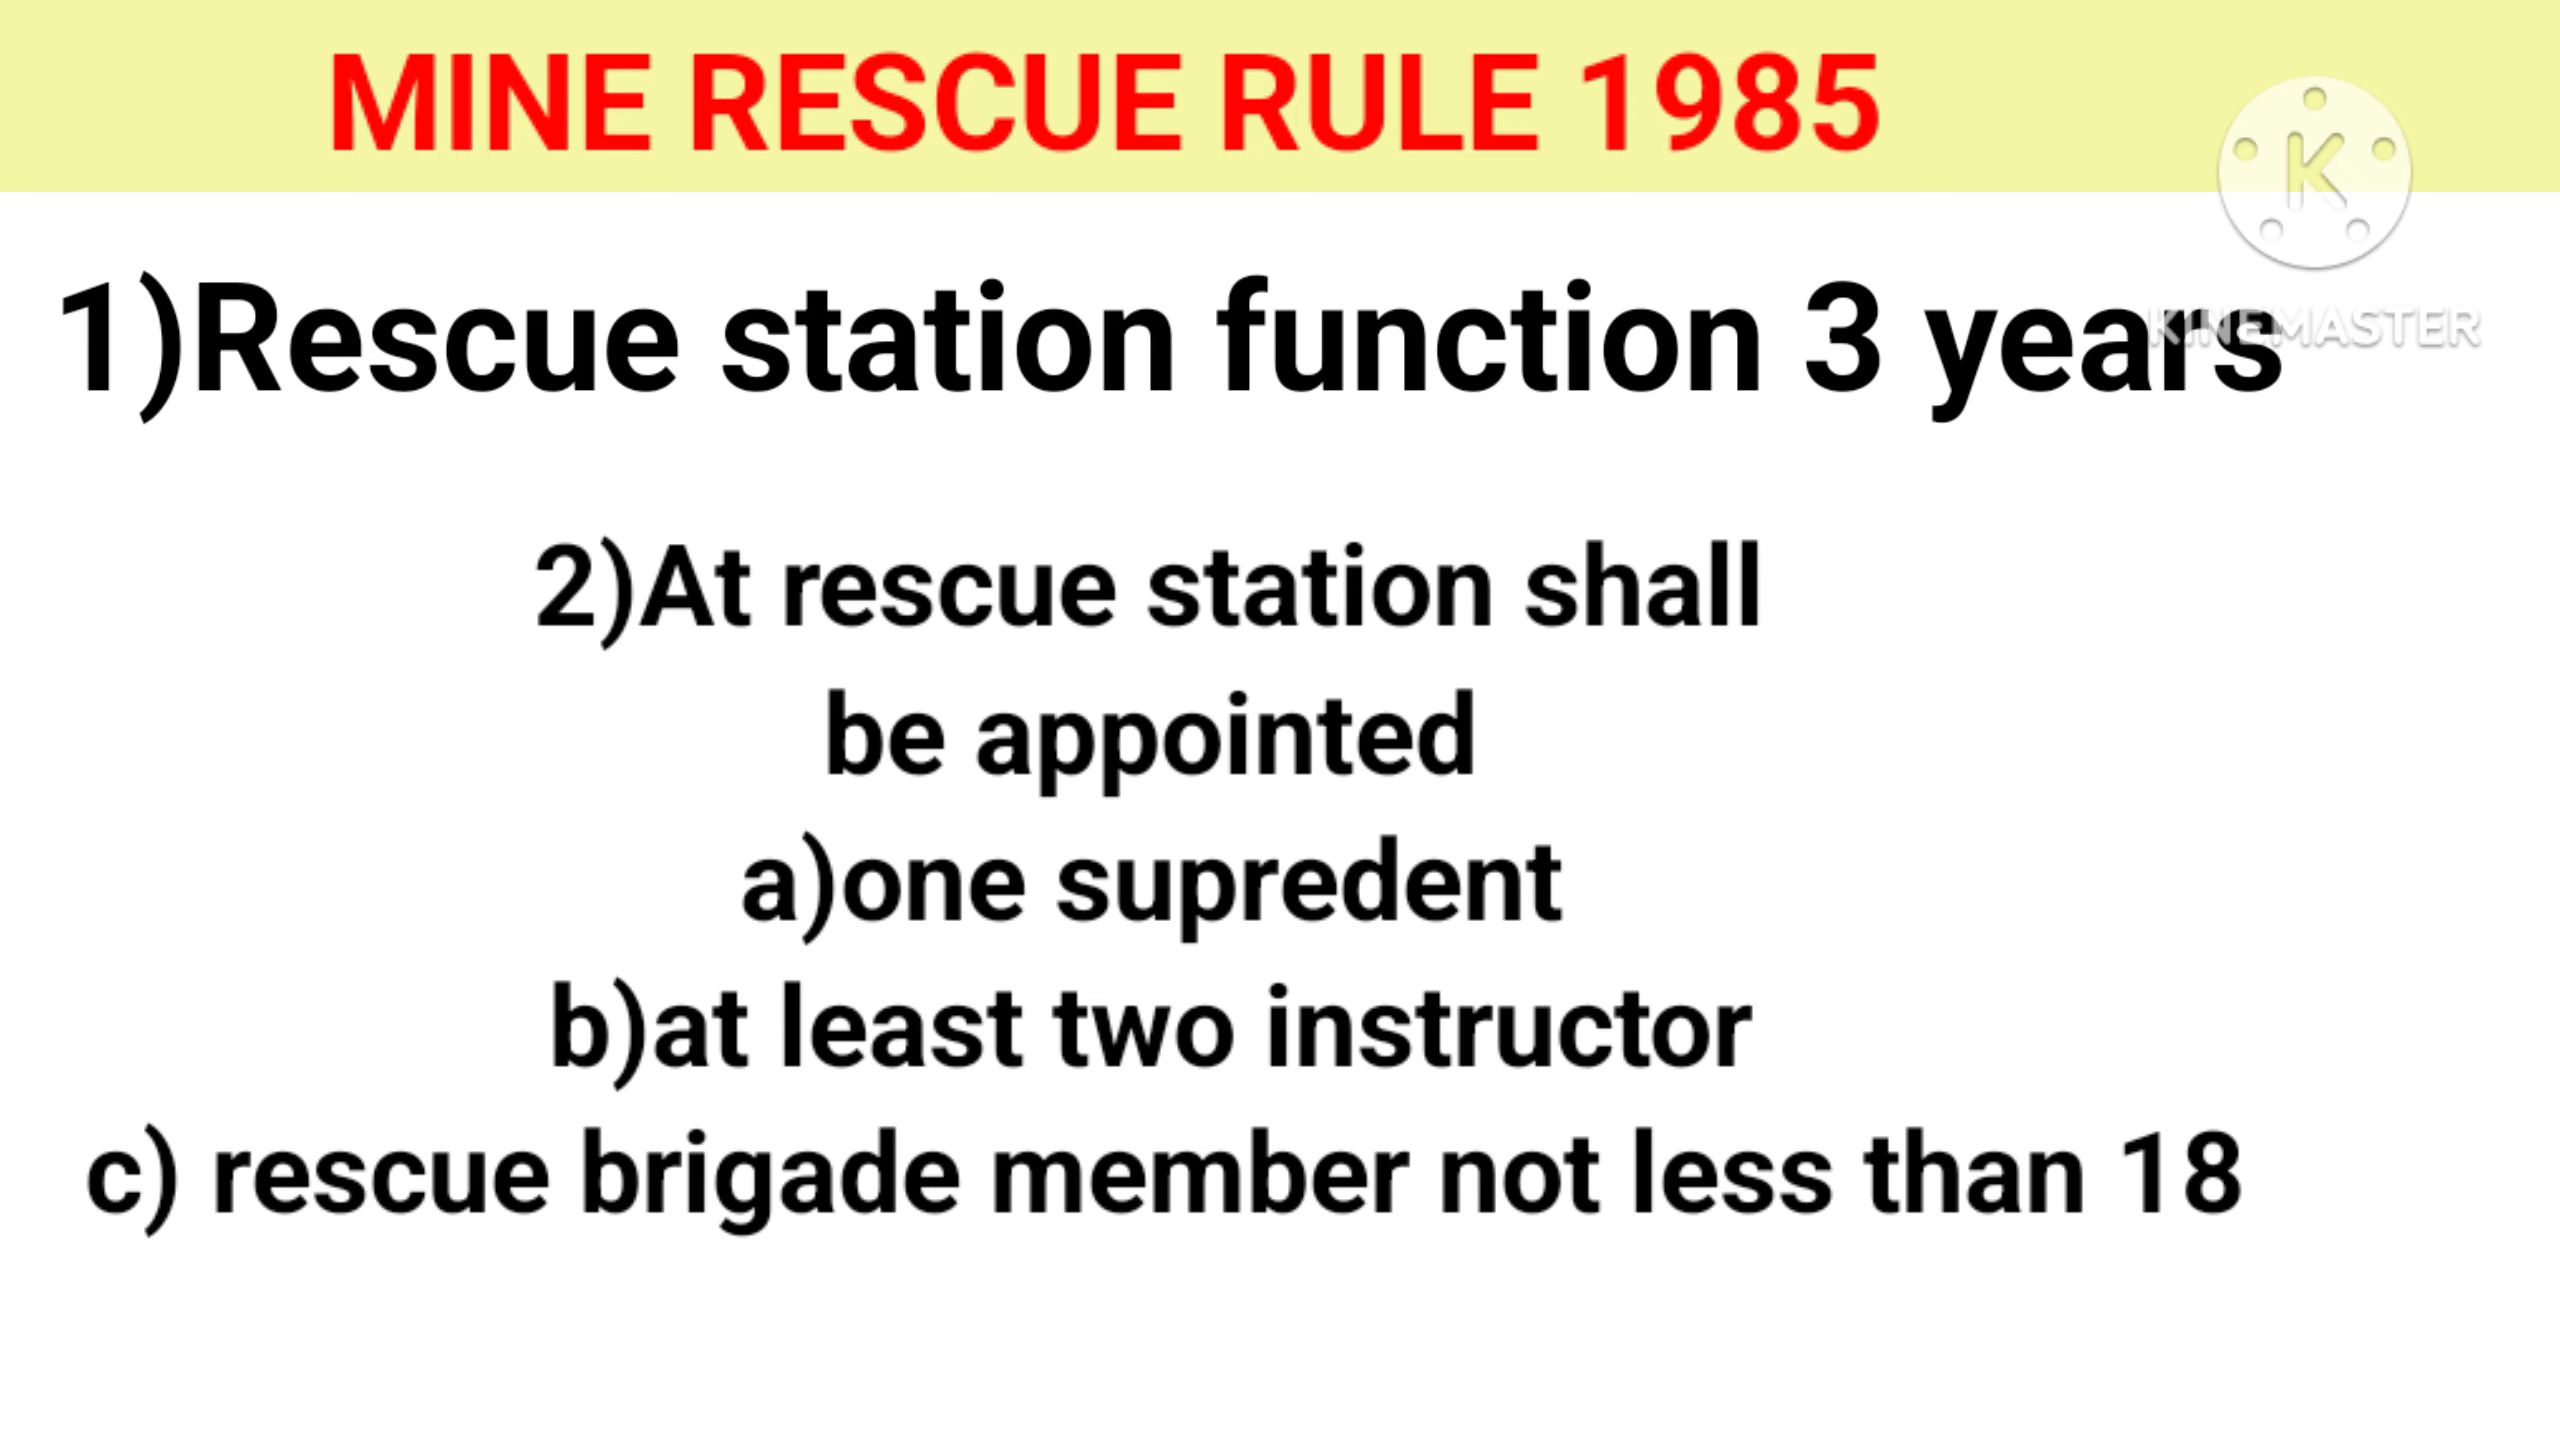 MINE RESCUE RULE 1985
K
KINEMASTER
1)Rescue station function 3 years
2)At rescue station shall
be appointed
a)one supredent
b)at least two instructor
c) rescue brigade member not less than 18